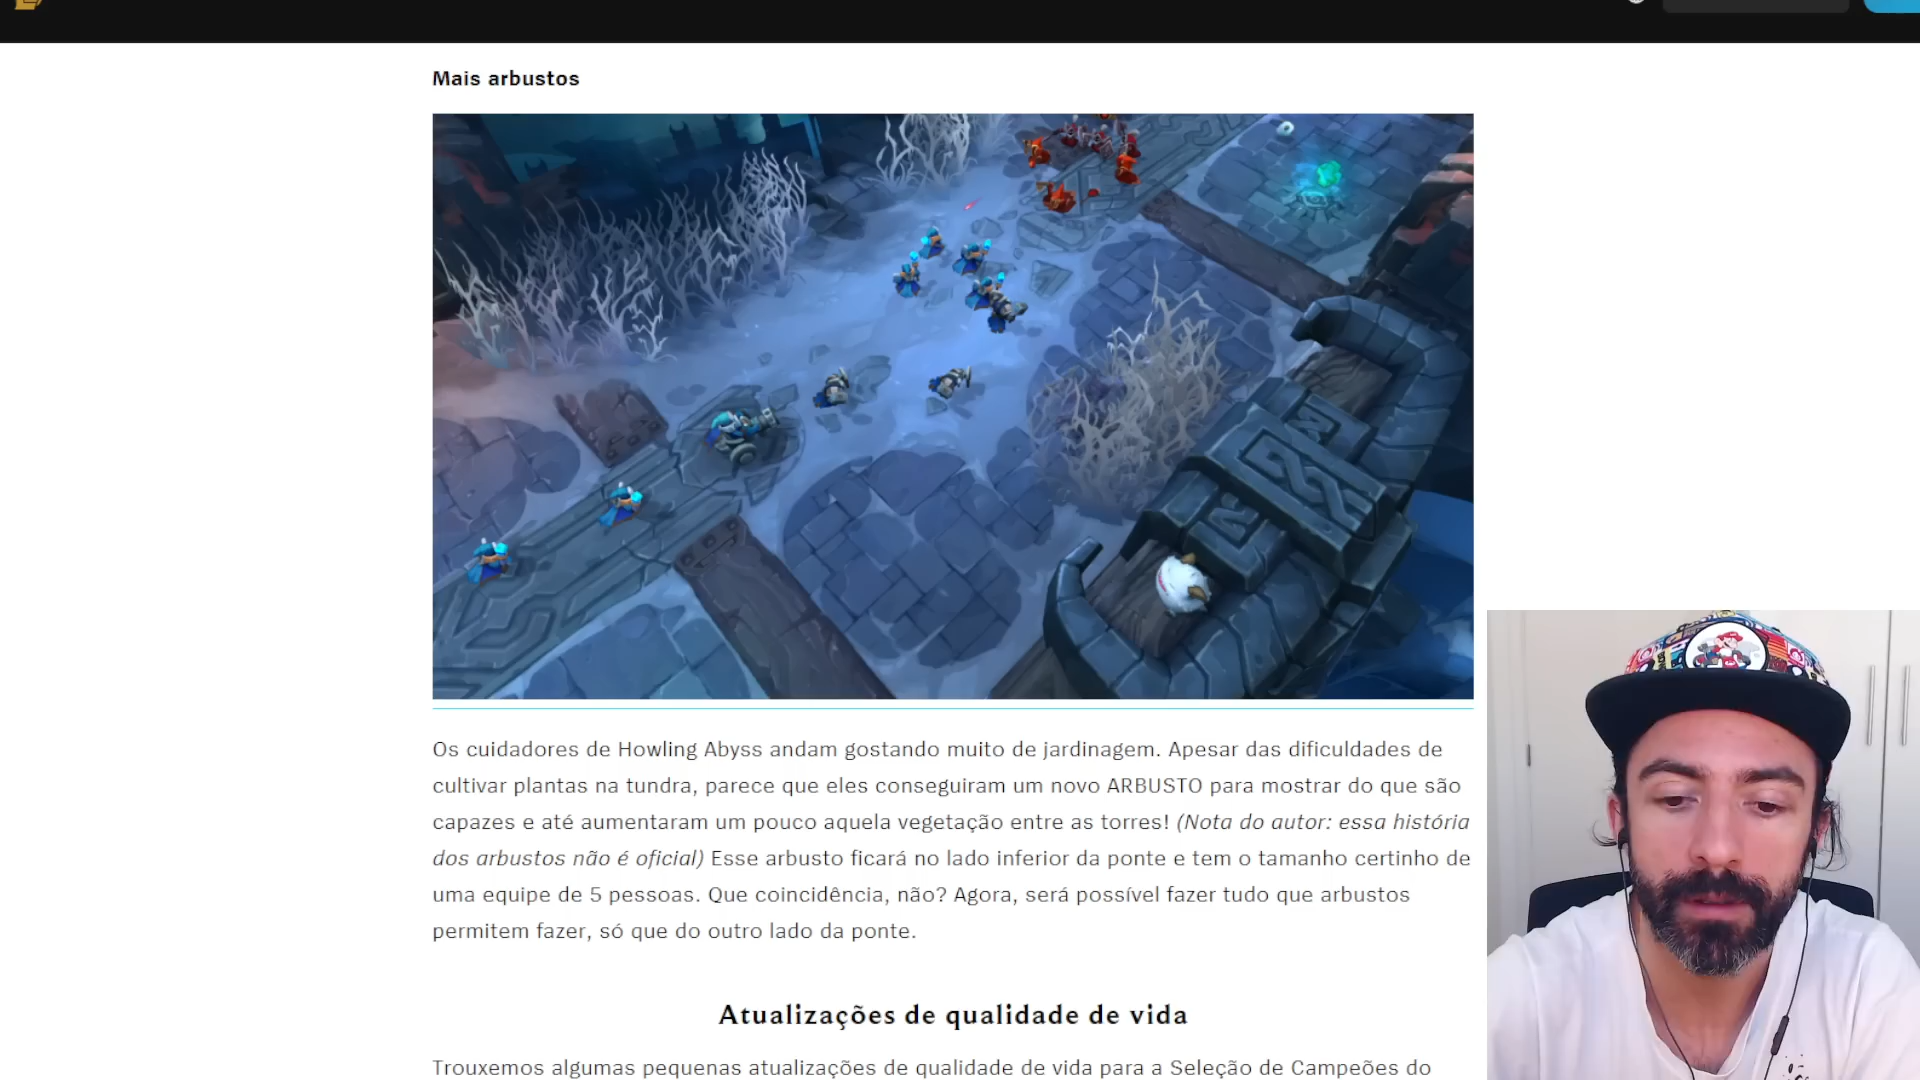 Mais arbustos
Os cuidadores de Howling Abyss andam gostando muito de jardinagem. Apesar das dificuldades de
cultivar plantas na tundra, parece que eles conseguiram um novo ARBUSTO para mostrar do que são
capazes e até aumentaram um pouco aquela vegetação entre as torres! (Nota do autor: essa história
dos arbustos não é oficial) Esse arbusto ficará no lado inferior da ponte e tem o tamanho certinho de
uma equipe de 5 pessoas. Que coincidência, não? Agora, será possível fazer tudo que arbustos
permitem fazer, só que do outro lado da ponte.
Atualizações de qualidade de vida
Trouxemos algumas pequenas atualizações de qualidade de vida para a Seleção de Campeões do